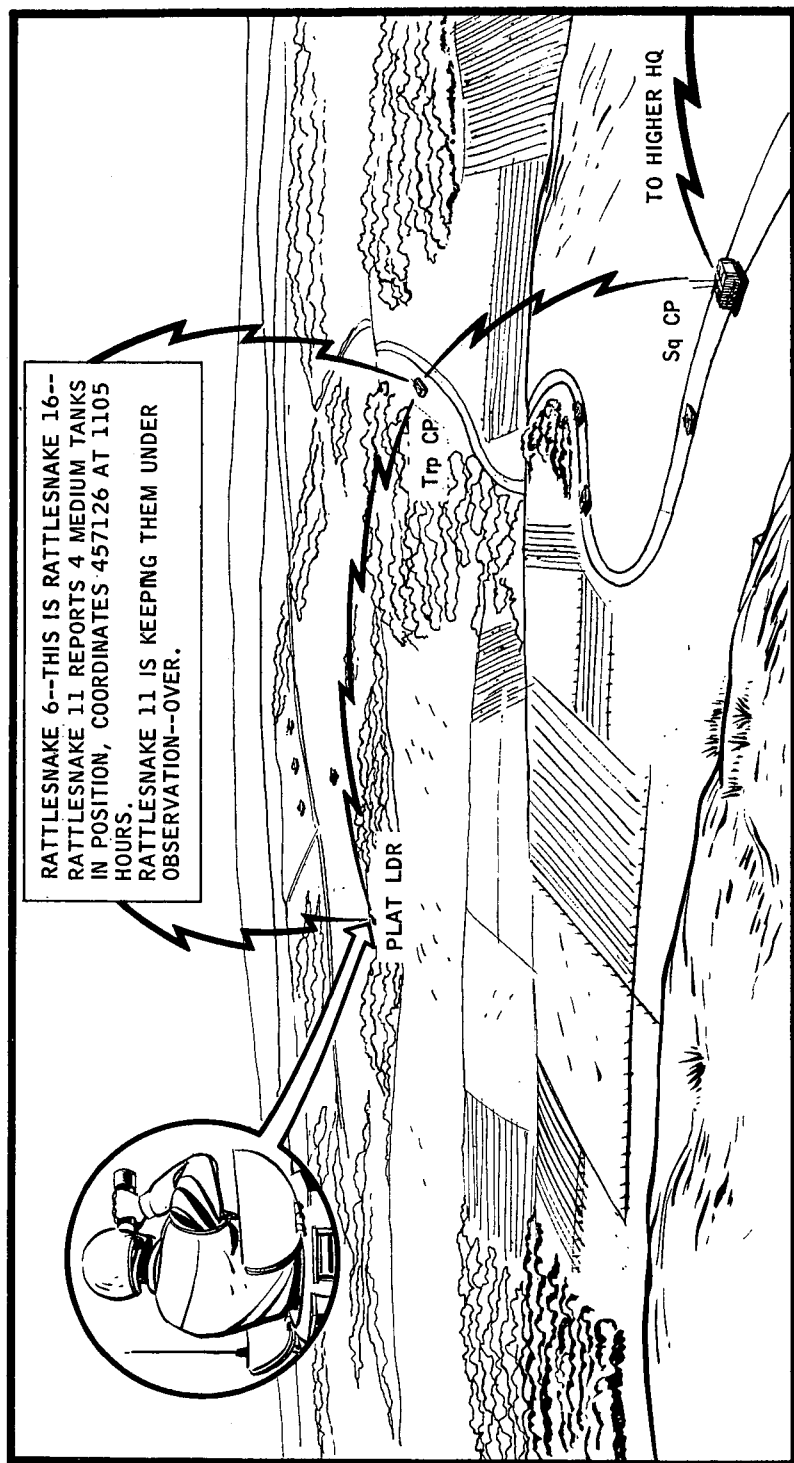 RATTLESNAKE 6--THIS IS RATTLESNAKE 16--
RATTLESNAKE 11 REPORTS 4 MEDIUM TANKS
IN POSITION, COORDINATES 457126 AT 1105
HOURS.
RATTLESNAKE 11 IS KEEPING THEM UNDER
OBSERVATION--OVER.
PLAT LDR
Trp CP
Sq CP
TO HIGHER HQ